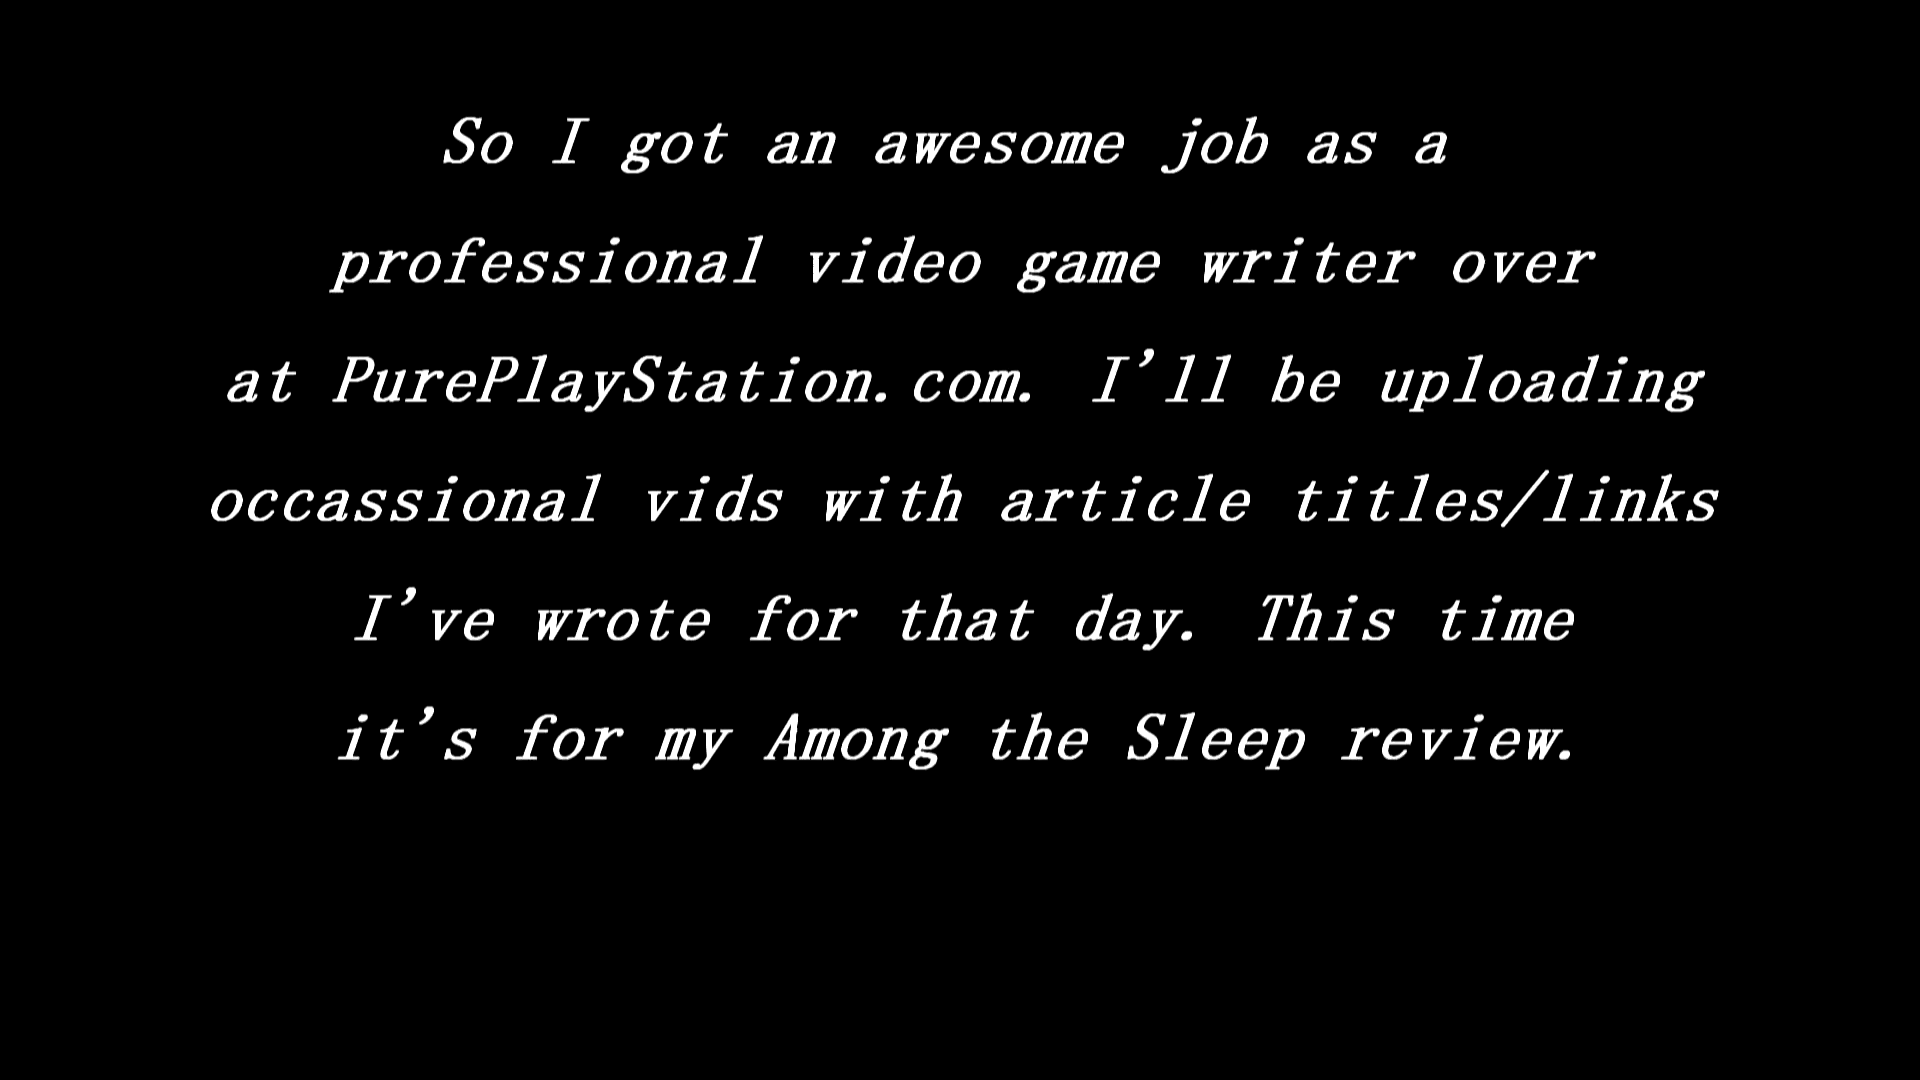 So I got an awesome job as a
professional video game writer over
at PurePlayStation.com. I'll be uploading
occassional vids with article titles/links
I've wrote for that day. This time
it's for my Among the Sleep review.